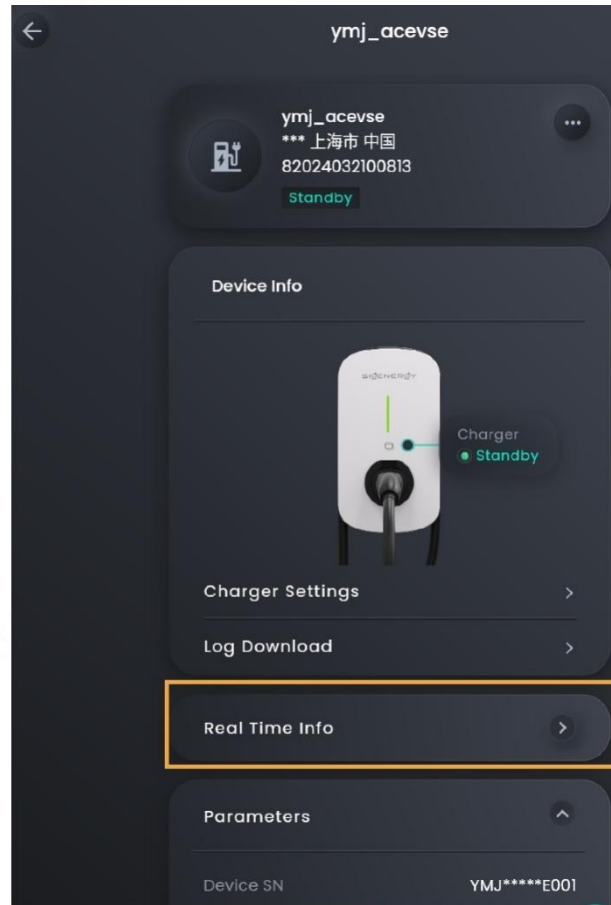 ymj_acevse
ymj_acevse
*** 上海市 中国
82024032100813
Standby
Device Info
SIGENERGY
Charger
Standby
Charger Settings
Log Download
Real Time Info
Parameters
Device SN
YMJ*****E001